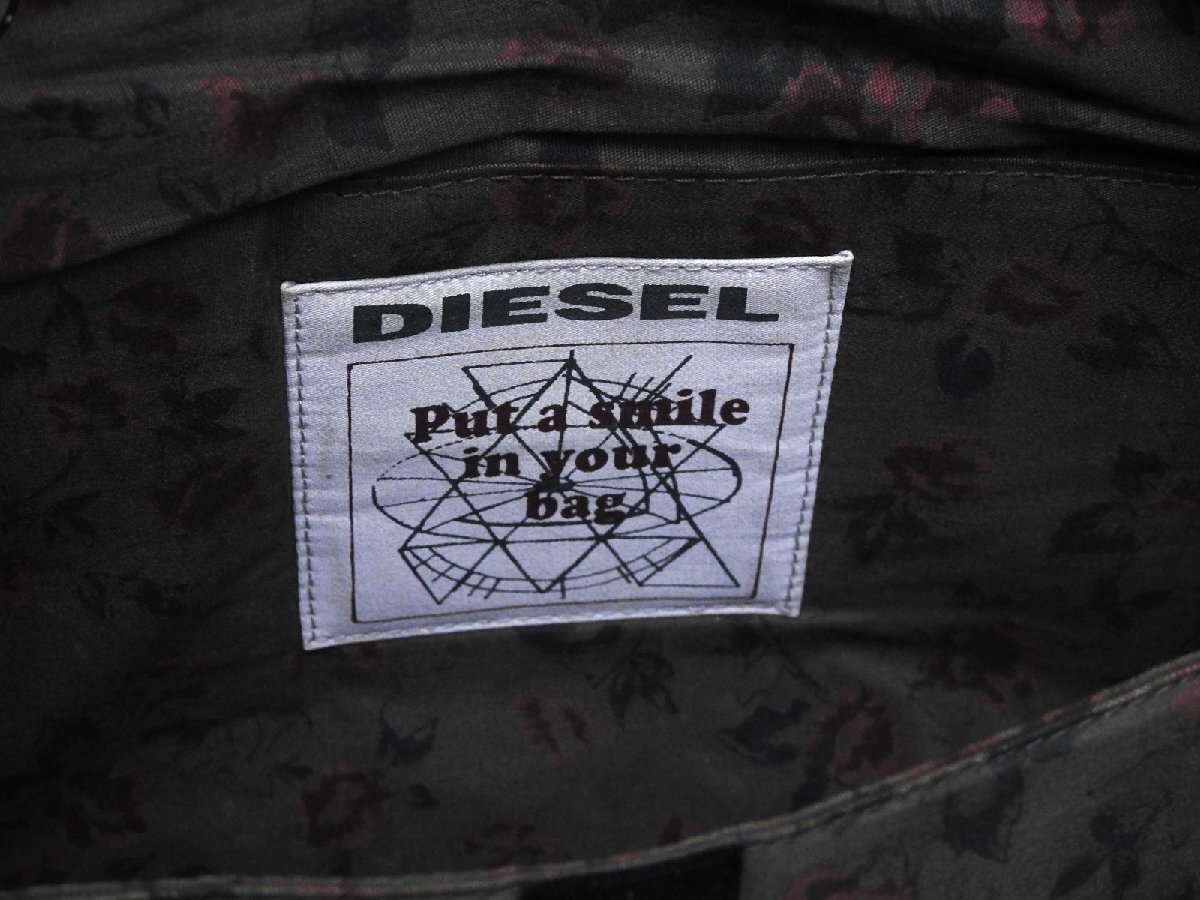 DIESEL
Put a smile
in your
bag